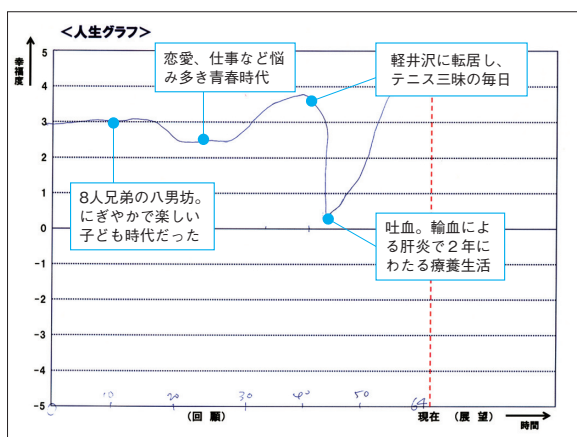 ＜人生グラフ＞
幸福度
5
4
3
2
1
0
-1
-2
-3
-4
-5
恋愛、仕事など悩
み多き青春時代
軽井沢に転居し、
テニス三昧の毎日
8人兄弟の八男坊。
にぎやかで楽しい
子ども時代だった
吐血。輸血によ
る肝炎で２年に
わたる療養生活
0 10 20 30 40 50 64
（回 顧） 現在 （展 望）
時間